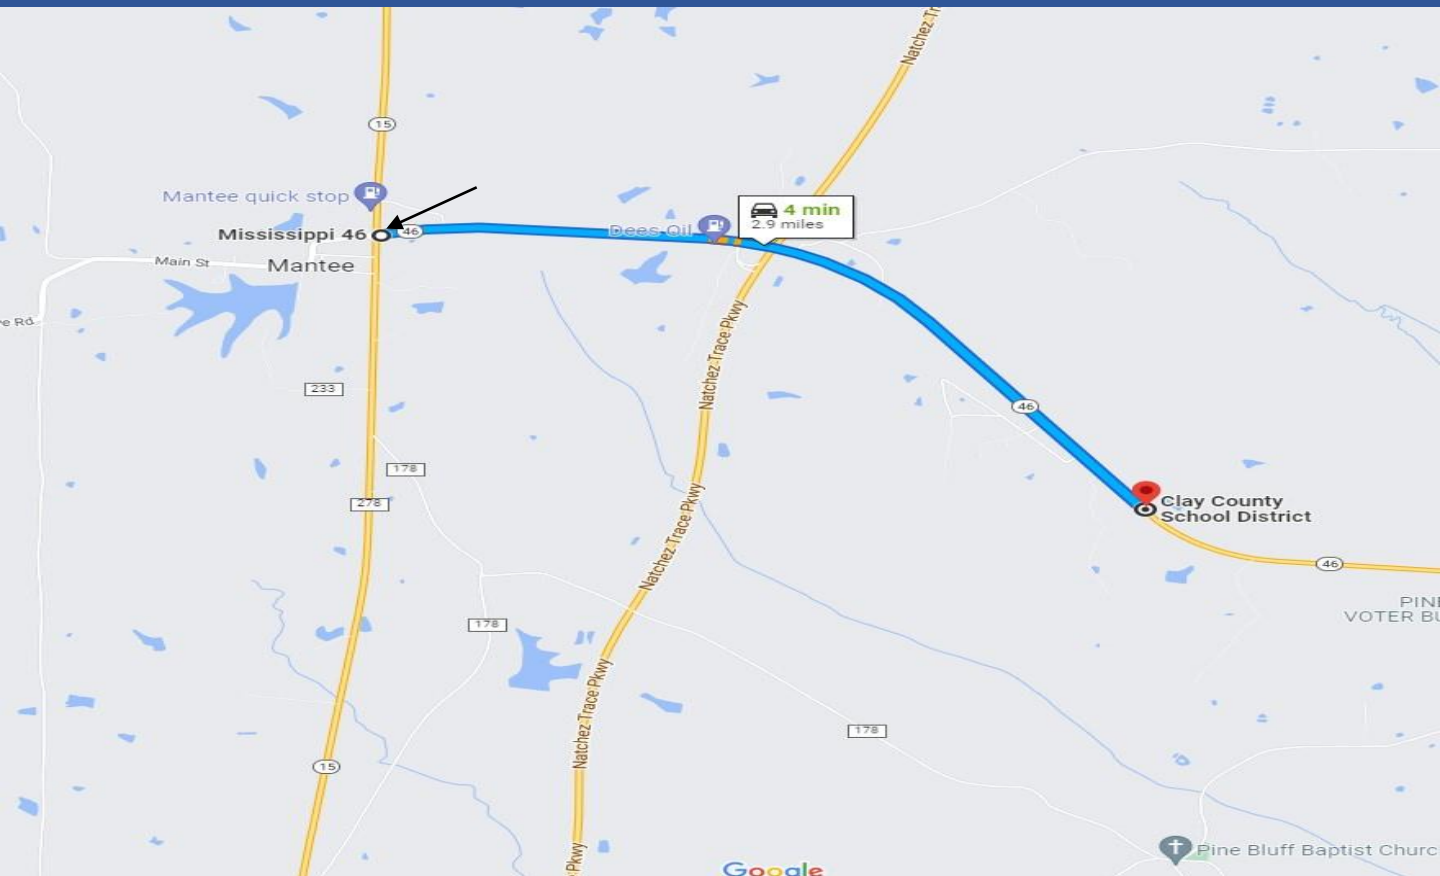 Natchez Tr
15
Mantee quick stop
4 min
2.9 miles
Mississippi 46
46
Dees Oil
Main St
Mantee
e Rd
Natchez Trace Pkwy
233
46
178
278
Clay County
School District
Natchez Trace Pkwy
46
PINE
VOTER BU
178
Natchez Trace Pkwy
178
15
Pkwy
Pine Bluff Baptist Churc
Google